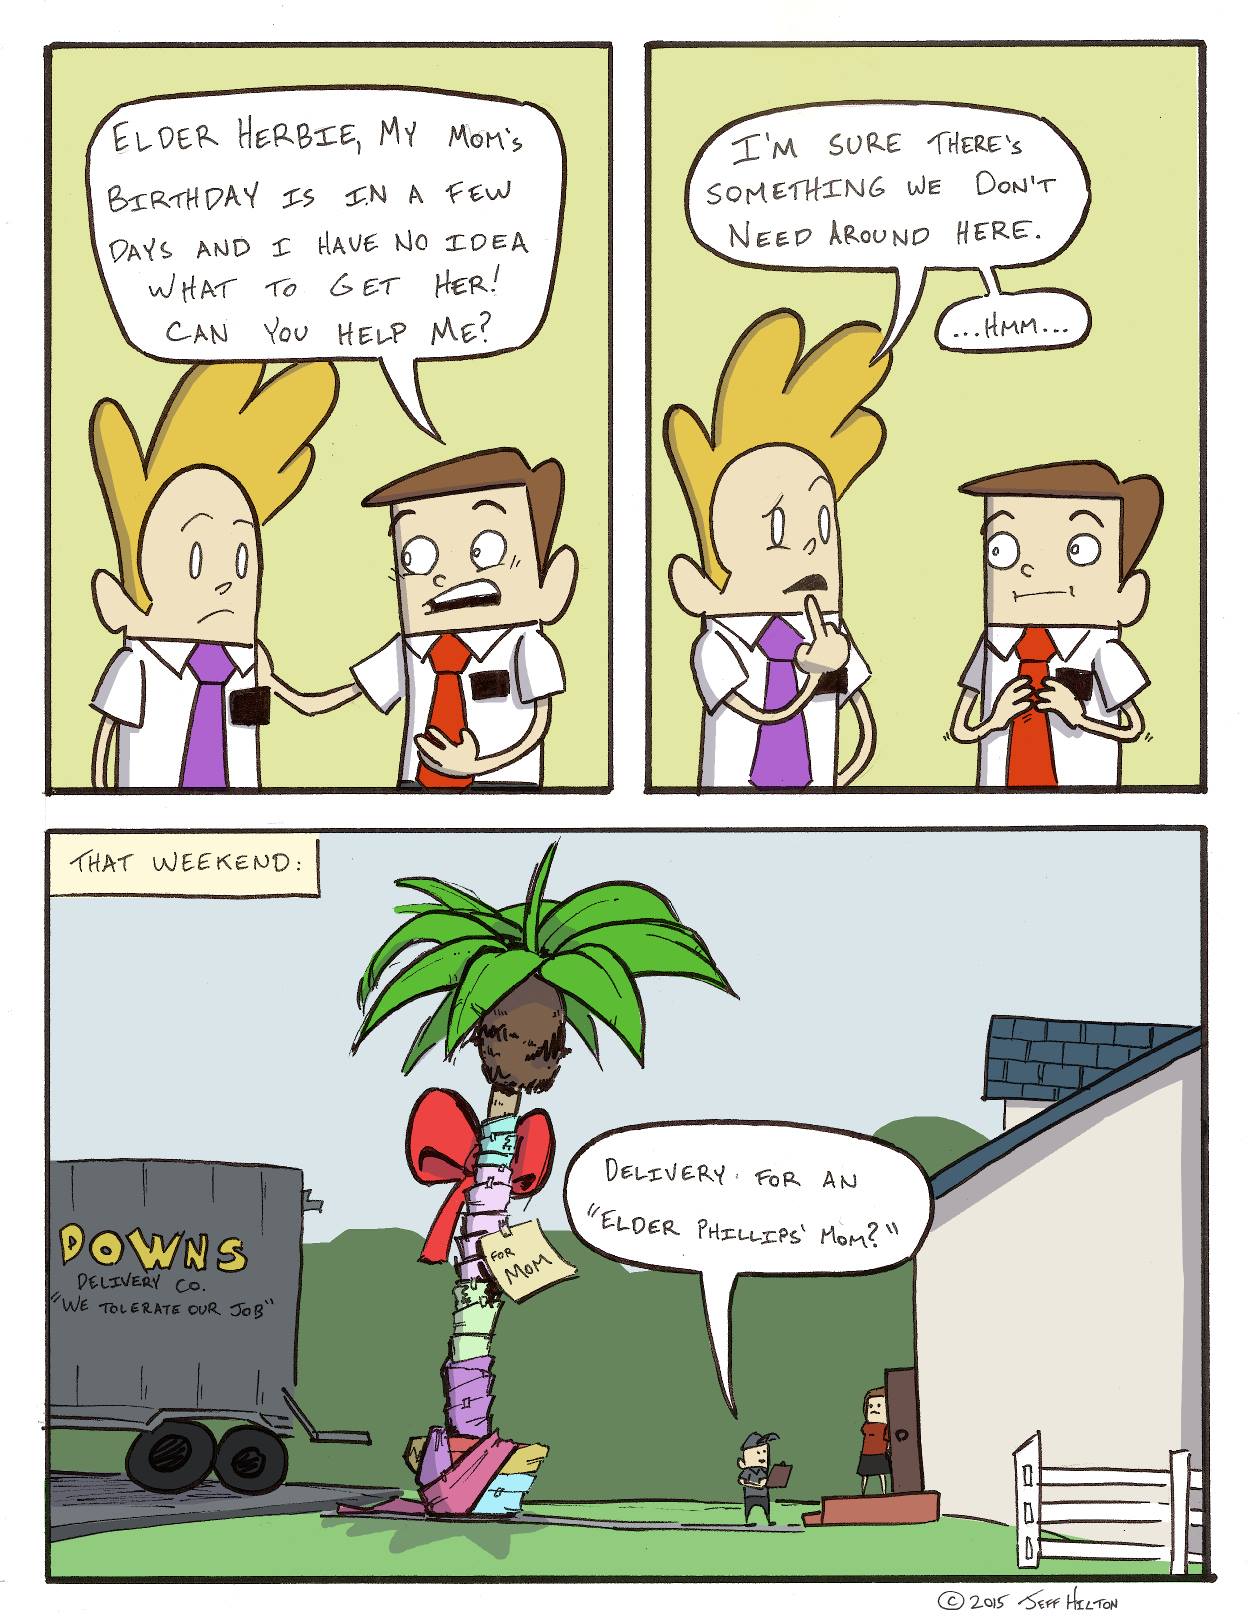 ELDER HERBIE, MY MOM'S
BIRTHDAY IS IN A FEW
DAYS AND I HAVE NO IDEA
WHAT TO GET HER!
CAN YOU HELP ME?
I'M SURE THERE'S
SOMETHING WE DON'T
NEED AROUND HERE.
...HMM...
THAT WEEKEND:
DELIVERY FOR AN
"ELDER PHILLIPS' MOM?"
FOR
MOM
DOWNS
DELIVERY CO.
"WE TOLERATE OUR JOB"
© 2015 JEFF HILTON